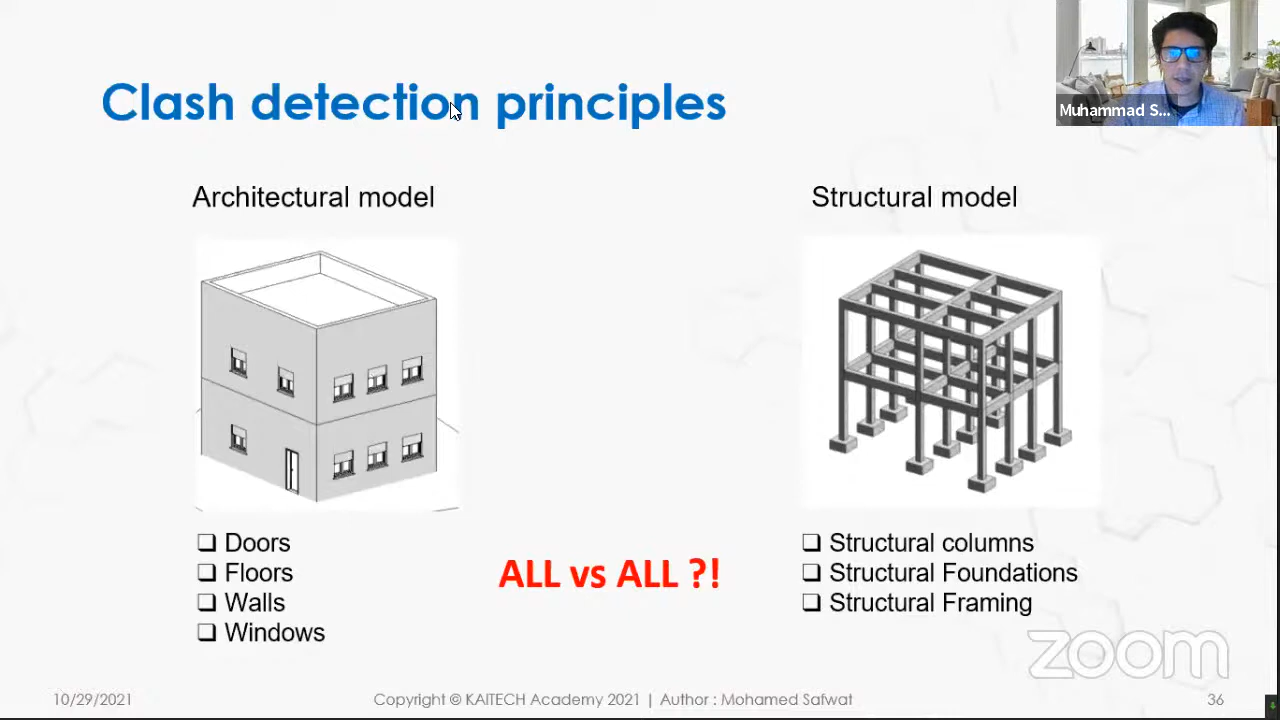 Clash detection principles
Muhammad S...
Architectural model
Structural model
❑ Doors
❑ Floors
❑ Walls
❑ Windows
ALL vs ALL ?!
❑ Structural columns
❑ Structural Foundations
❑ Structural Framing
zoom
10/29/2021
Copyright © KAITECH Academy 2021 | Author : Mohamed Safwat
36